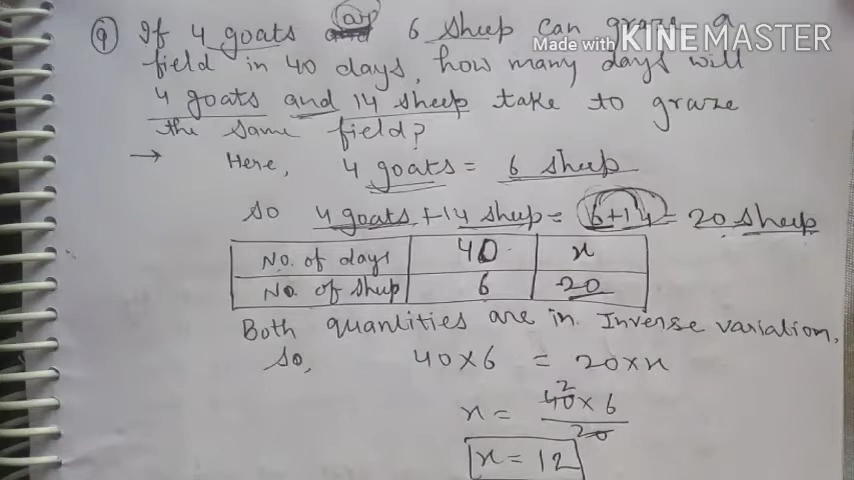 9 If 4 goats or 6 sheep can graze a
Made with KINEMASTER
field in 40 days, how many days will
4 goats and 14 sheep take to graze
the same field?
→ Here, 4 goats = 6 sheep
so 4 goats + 14 sheep = 6+14 = 20 sheep
No. of days 40 x
No. of sheep 6 20
Both quantities are in Inverse variation.
So, 40 × 6 = 20 × x
x = 40 × 6 / 20
2
x = 12